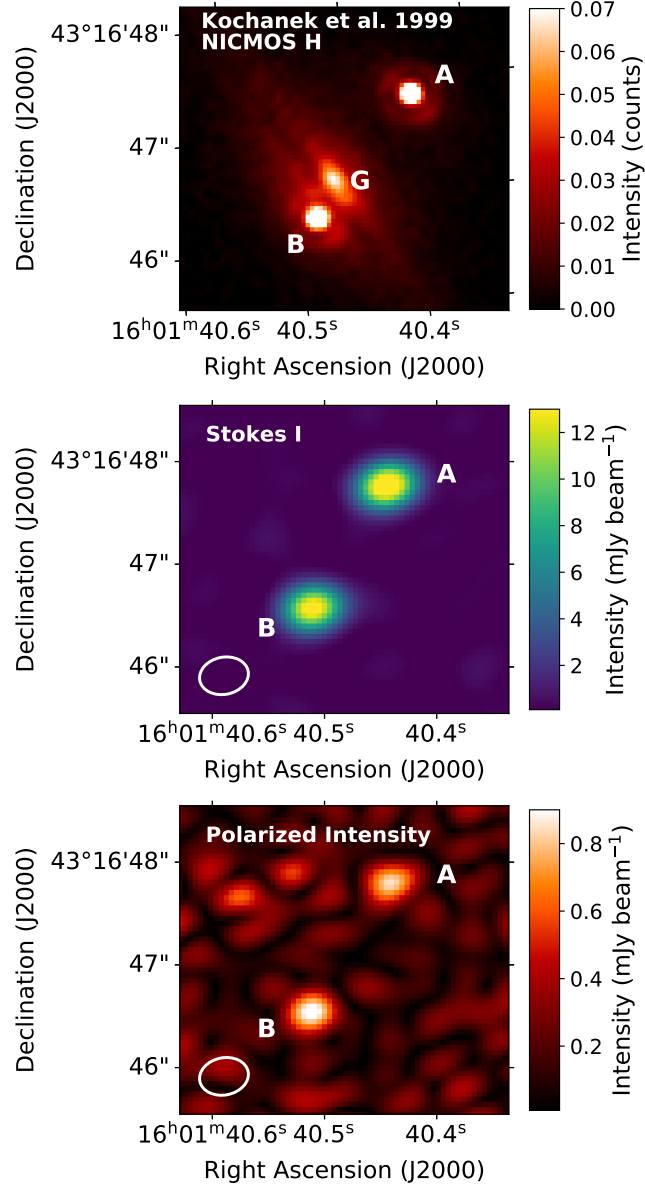 Kochanek et al. 1999
NICMOS H
A
G
B
43°16'48"
47"
46"
Declination (J2000)
16ʰ01ᵐ40.6ˢ 40.5ˢ 40.4ˢ
Right Ascension (J2000)
0.07
0.06
0.05
0.04
0.03
0.02
0.01
0.00
Intensity (counts)
Stokes I
A
B
43°16'48"
47"
46"
Declination (J2000)
16ʰ01ᵐ40.6ˢ 40.5ˢ 40.4ˢ
Right Ascension (J2000)
12
10
8
6
4
2
Intensity (mJy beam⁻¹)
Polarized Intensity
A
B
43°16'48"
47"
46"
Declination (J2000)
16ʰ01ᵐ40.6ˢ 40.5ˢ 40.4ˢ
Right Ascension (J2000)
0.8
0.6
0.4
0.2
Intensity (mJy beam⁻¹)